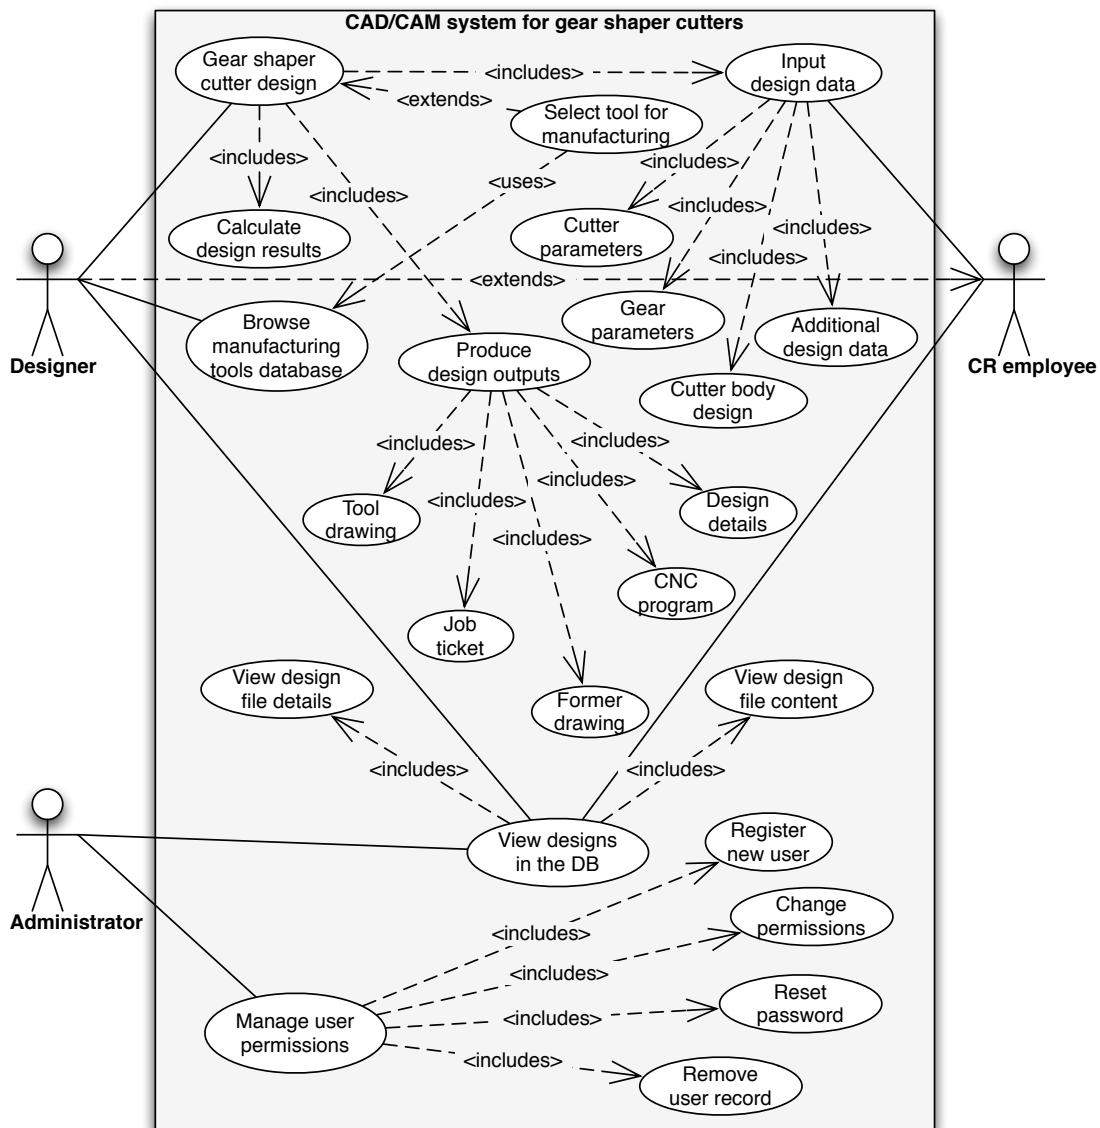 CAD/CAM system for gear shaper cutters
Gear shaper
cutter design
<includes>
Input
design data
<extends>
Select tool for
manufacturing
<includes>
<includes>
<uses>
<includes>
<includes>
Calculate
design results
Cutter
parameters
<includes>
<includes>
<extends>
Designer
CR employee
Browse
manufacturing
tools database
Gear
parameters
Additional
design data
Produce
design outputs
Cutter body
design
<includes>
<includes>
<includes>
<includes>
<includes>
Tool
drawing
Design
details
CNC
program
Job
ticket
Former
drawing
View design
file details
View design
file content
<includes>
<includes>
View designs
in the DB
Administrator
Register
new user
Change
permissions
<includes>
<includes>
<includes>
<includes>
Reset
password
Manage user
permissions
Remove
user record